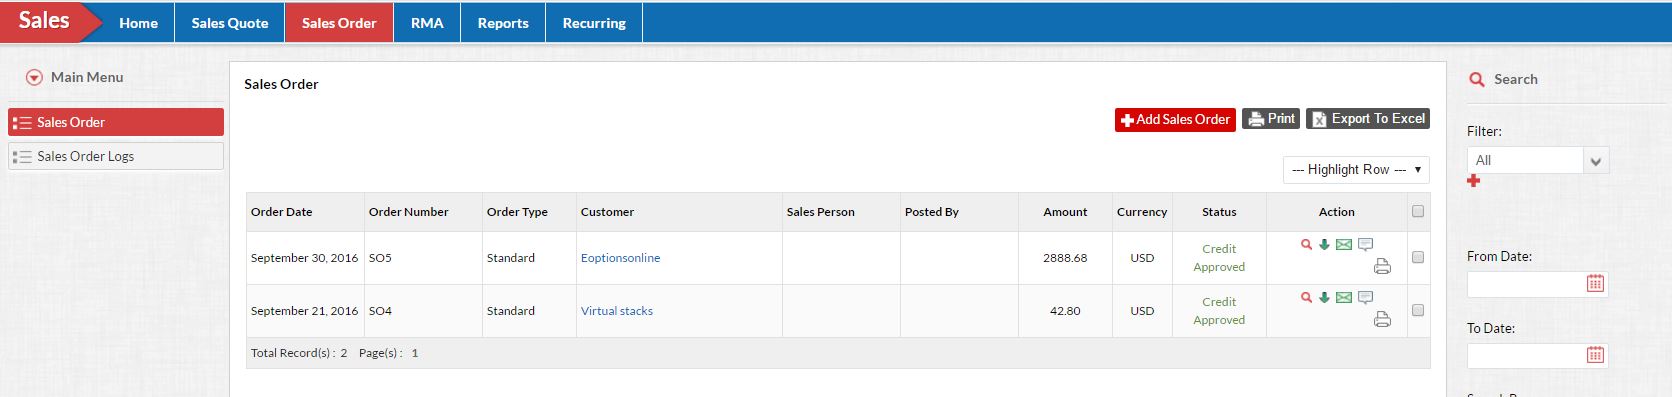 Sales Home Sales Quote Sales Order RMA Reports Recurring
Main Menu
Sales Order
Sales Order Logs
Sales Order
Add Sales Order Print Export To Excel
--- Highlight Row ---
Order Date Order Number Order Type Customer Sales Person Posted By Amount Currency Status Action
September 30, 2016 SO5 Standard Eoptionsonline 2888.68 USD Credit Approved
September 21, 2016 SO4 Standard Virtual stacks 42.80 USD Credit Approved
Total Record(s) : 2 Page(s) : 1
Search
Filter:
All
From Date:
To Date: